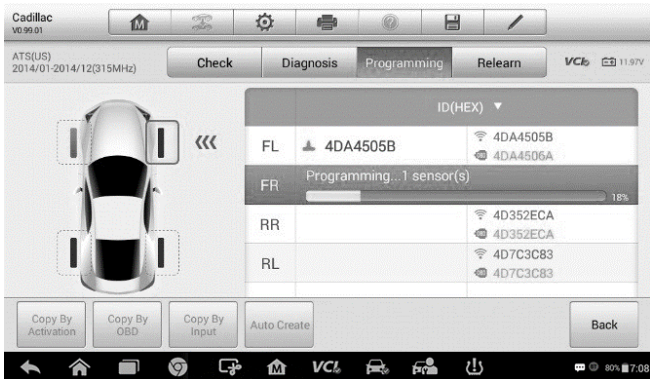 Cadillac
V0.99.01
ATS(US)
2014/01-2014/12(315MHz)
Check
Diagnosis
Programming
Relearn
VCI
11.97V
ID(HEX) ▼
FL
4DA4505B
4DA4505B
4DA4506A
FR
Programming...1 sensor(s)
18%
RR
4D352ECA
4D352ECA
RL
4D7C3C83
4D7C3C83
Copy By
Activation
Copy By
OBD
Copy By
Input
Auto Create
Back
VCI
80%
7:08